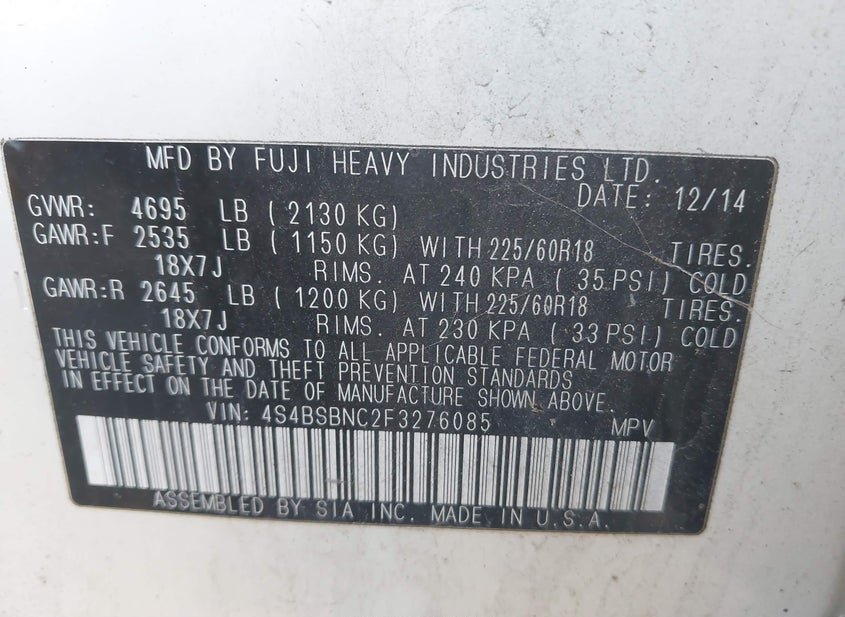 MFD BY FUJI HEAVY INDUSTRIES LTD.
DATE: 12/14
GVWR: 4695 LB ( 2130 KG)
GAWR:F 2535 LB ( 1150 KG) WITH 225/60R18 TIRES.
18X7J RIMS. AT 240 KPA ( 35 PSI) COLD
GAWR:R 2645 LB ( 1200 KG) WITH 225/60R18 TIRES.
18X7J RIMS. AT 230 KPA ( 33 PSI) COLD
THIS VEHICLE CONFORMS TO ALL APPLICABLE FEDERAL MOTOR
VEHICLE SAFETY AND THEFT PREVENTION STANDARDS
IN EFFECT ON THE DATE OF MANUFACTURE SHOWN ABOVE.
VIN: 4S4BSBNC2F3276085 MPV
ASSEMBLED BY SIA INC. MADE IN U.S.A.